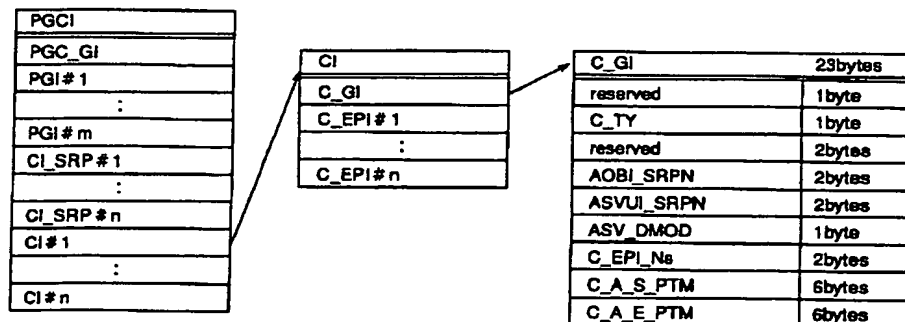 PGCI
PGC_GI
PGI#1
:
PGI#m
CI_SRP#1
:
CI_SRP#n
CI#1
:
CI#n
CI
C_GI
C_EPI#1
:
C_EPI#n
C_GI 23bytes
reserved 1byte
C_TY 1byte
reserved 2bytes
AOBI_SRPN 2bytes
ASVUI_SRPN 2bytes
ASV_DMOD 1byte
C_EPI_Ns 2bytes
C_A_S_PTM 6bytes
C_A_E_PTM 6bytes